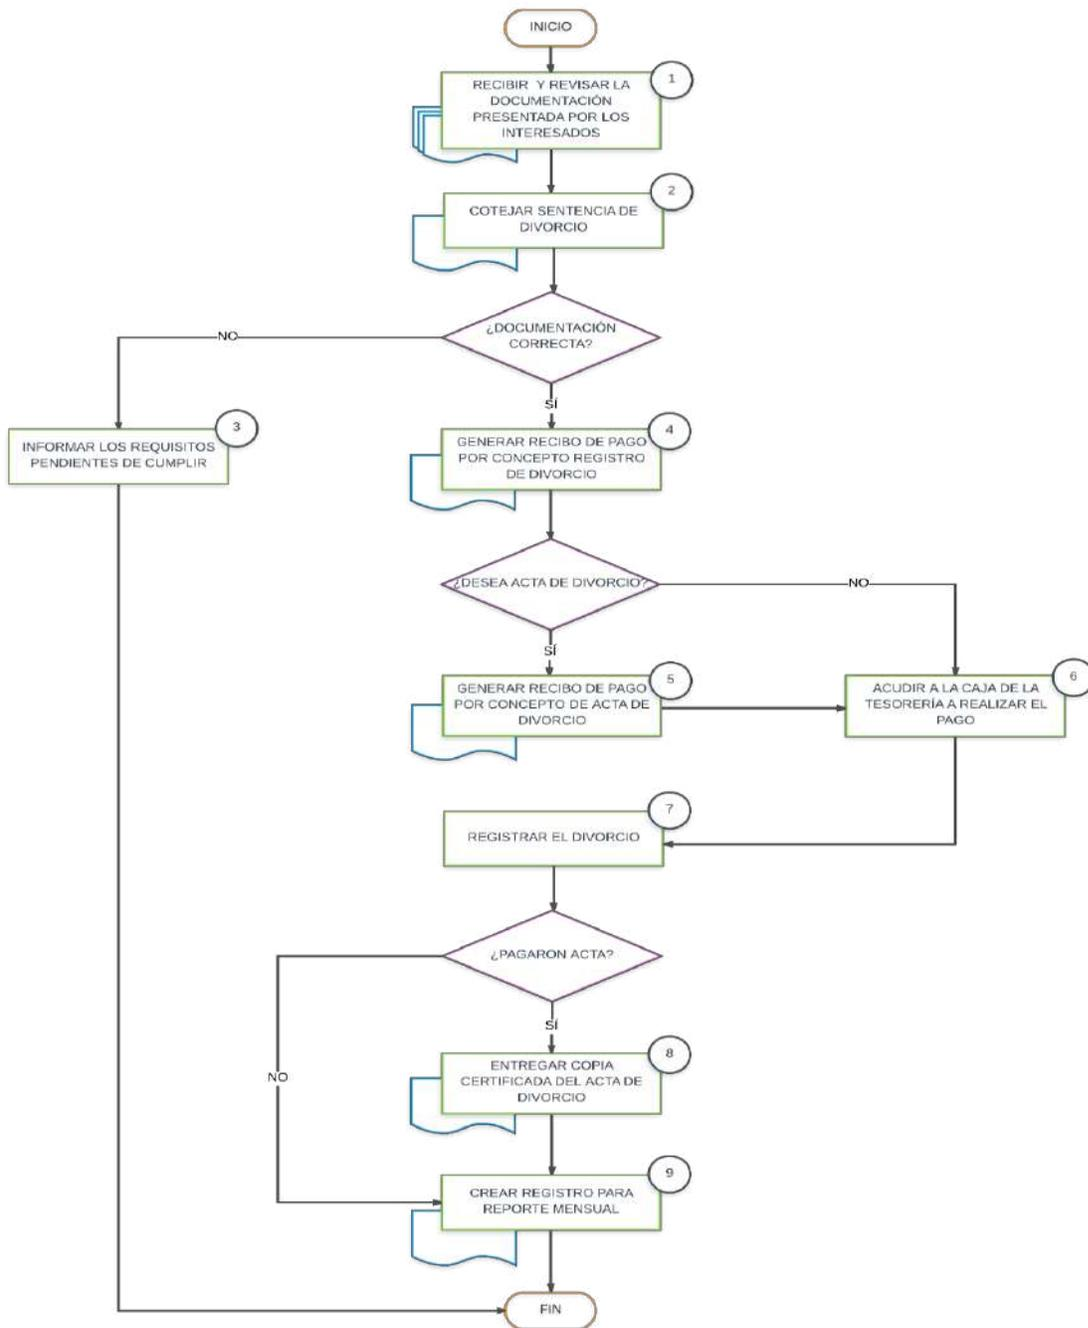 INICIO
1
RECIBIR Y REVISAR LA
DOCUMENTACIÓN
PRESENTADA POR LOS
INTERESADOS
2
COTEJAR SENTENCIA DE
DIVORCIO
¿DOCUMENTACIÓN
CORRECTA?
NO
SÍ
3
INFORMAR LOS REQUISITOS
PENDIENTES DE CUMPLIR
4
GENERAR RECIBO DE PAGO
POR CONCEPTO REGISTRO
DE DIVORCIO
¿DESEA ACTA DE DIVORCIO?
NO
SÍ
5
GENERAR RECIBO DE PAGO
POR CONCEPTO DE ACTA DE
DIVORCIO
6
ACUDIR A LA CAJA DE LA
TESORERÍA A REALIZAR EL
PAGO
7
REGISTRAR EL DIVORCIO
¿PAGARON ACTA?
SÍ
NO
8
ENTREGAR COPIA
CERTIFICADA DEL ACTA DE
DIVORCIO
9
CREAR REGISTRO PARA
REPORTE MENSUAL
FIN